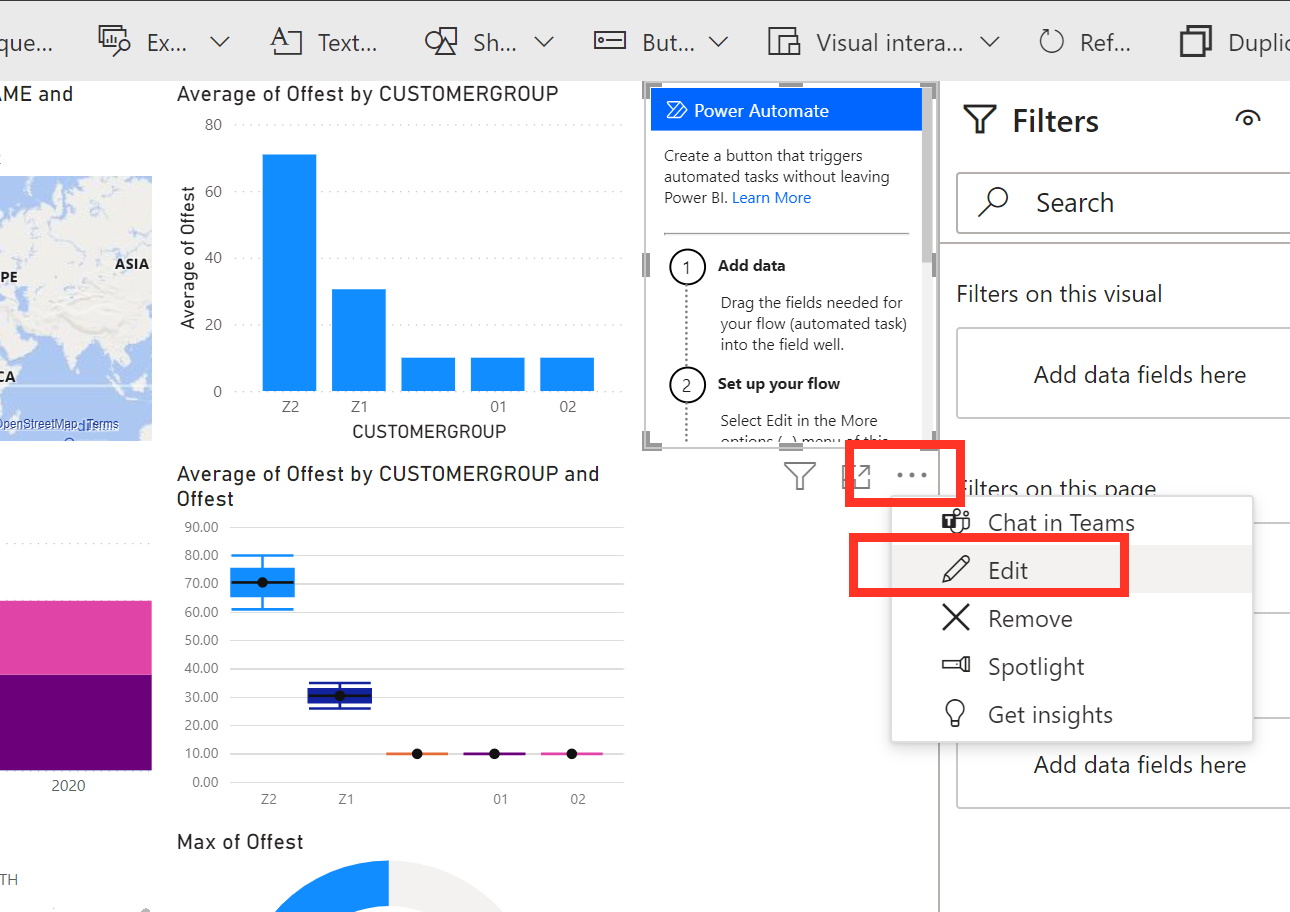 que...
Ex...
Text...
Sh...
But...
Visual intera...
Ref...
Duplic
AME and
PE
ASIA
CA
OpenStreetMap
Terms
2020
TH
Average of Offest by CUSTOMERGROUP
Average of Offest
80
60
40
20
0
Z2
Z1
01
02
CUSTOMERGROUP
Average of Offest by CUSTOMERGROUP and
Offest
90.00
80.00
70.00
60.00
50.00
40.00
30.00
20.00
10.00
0.00
Z2
Z1
01
02
Max of Offest
Power Automate
Create a button that triggers
automated tasks without leaving
Power BI. Learn More
1
Add data
Drag the fields needed for
your flow (automated task)
into the field well.
2
Set up your flow
Select Edit in the More
options (...) menu of this
Filters
Search
Filters on this visual
Add data fields here
Filters on this page
Chat in Teams
Edit
Remove
Spotlight
Get insights
Add data fields here